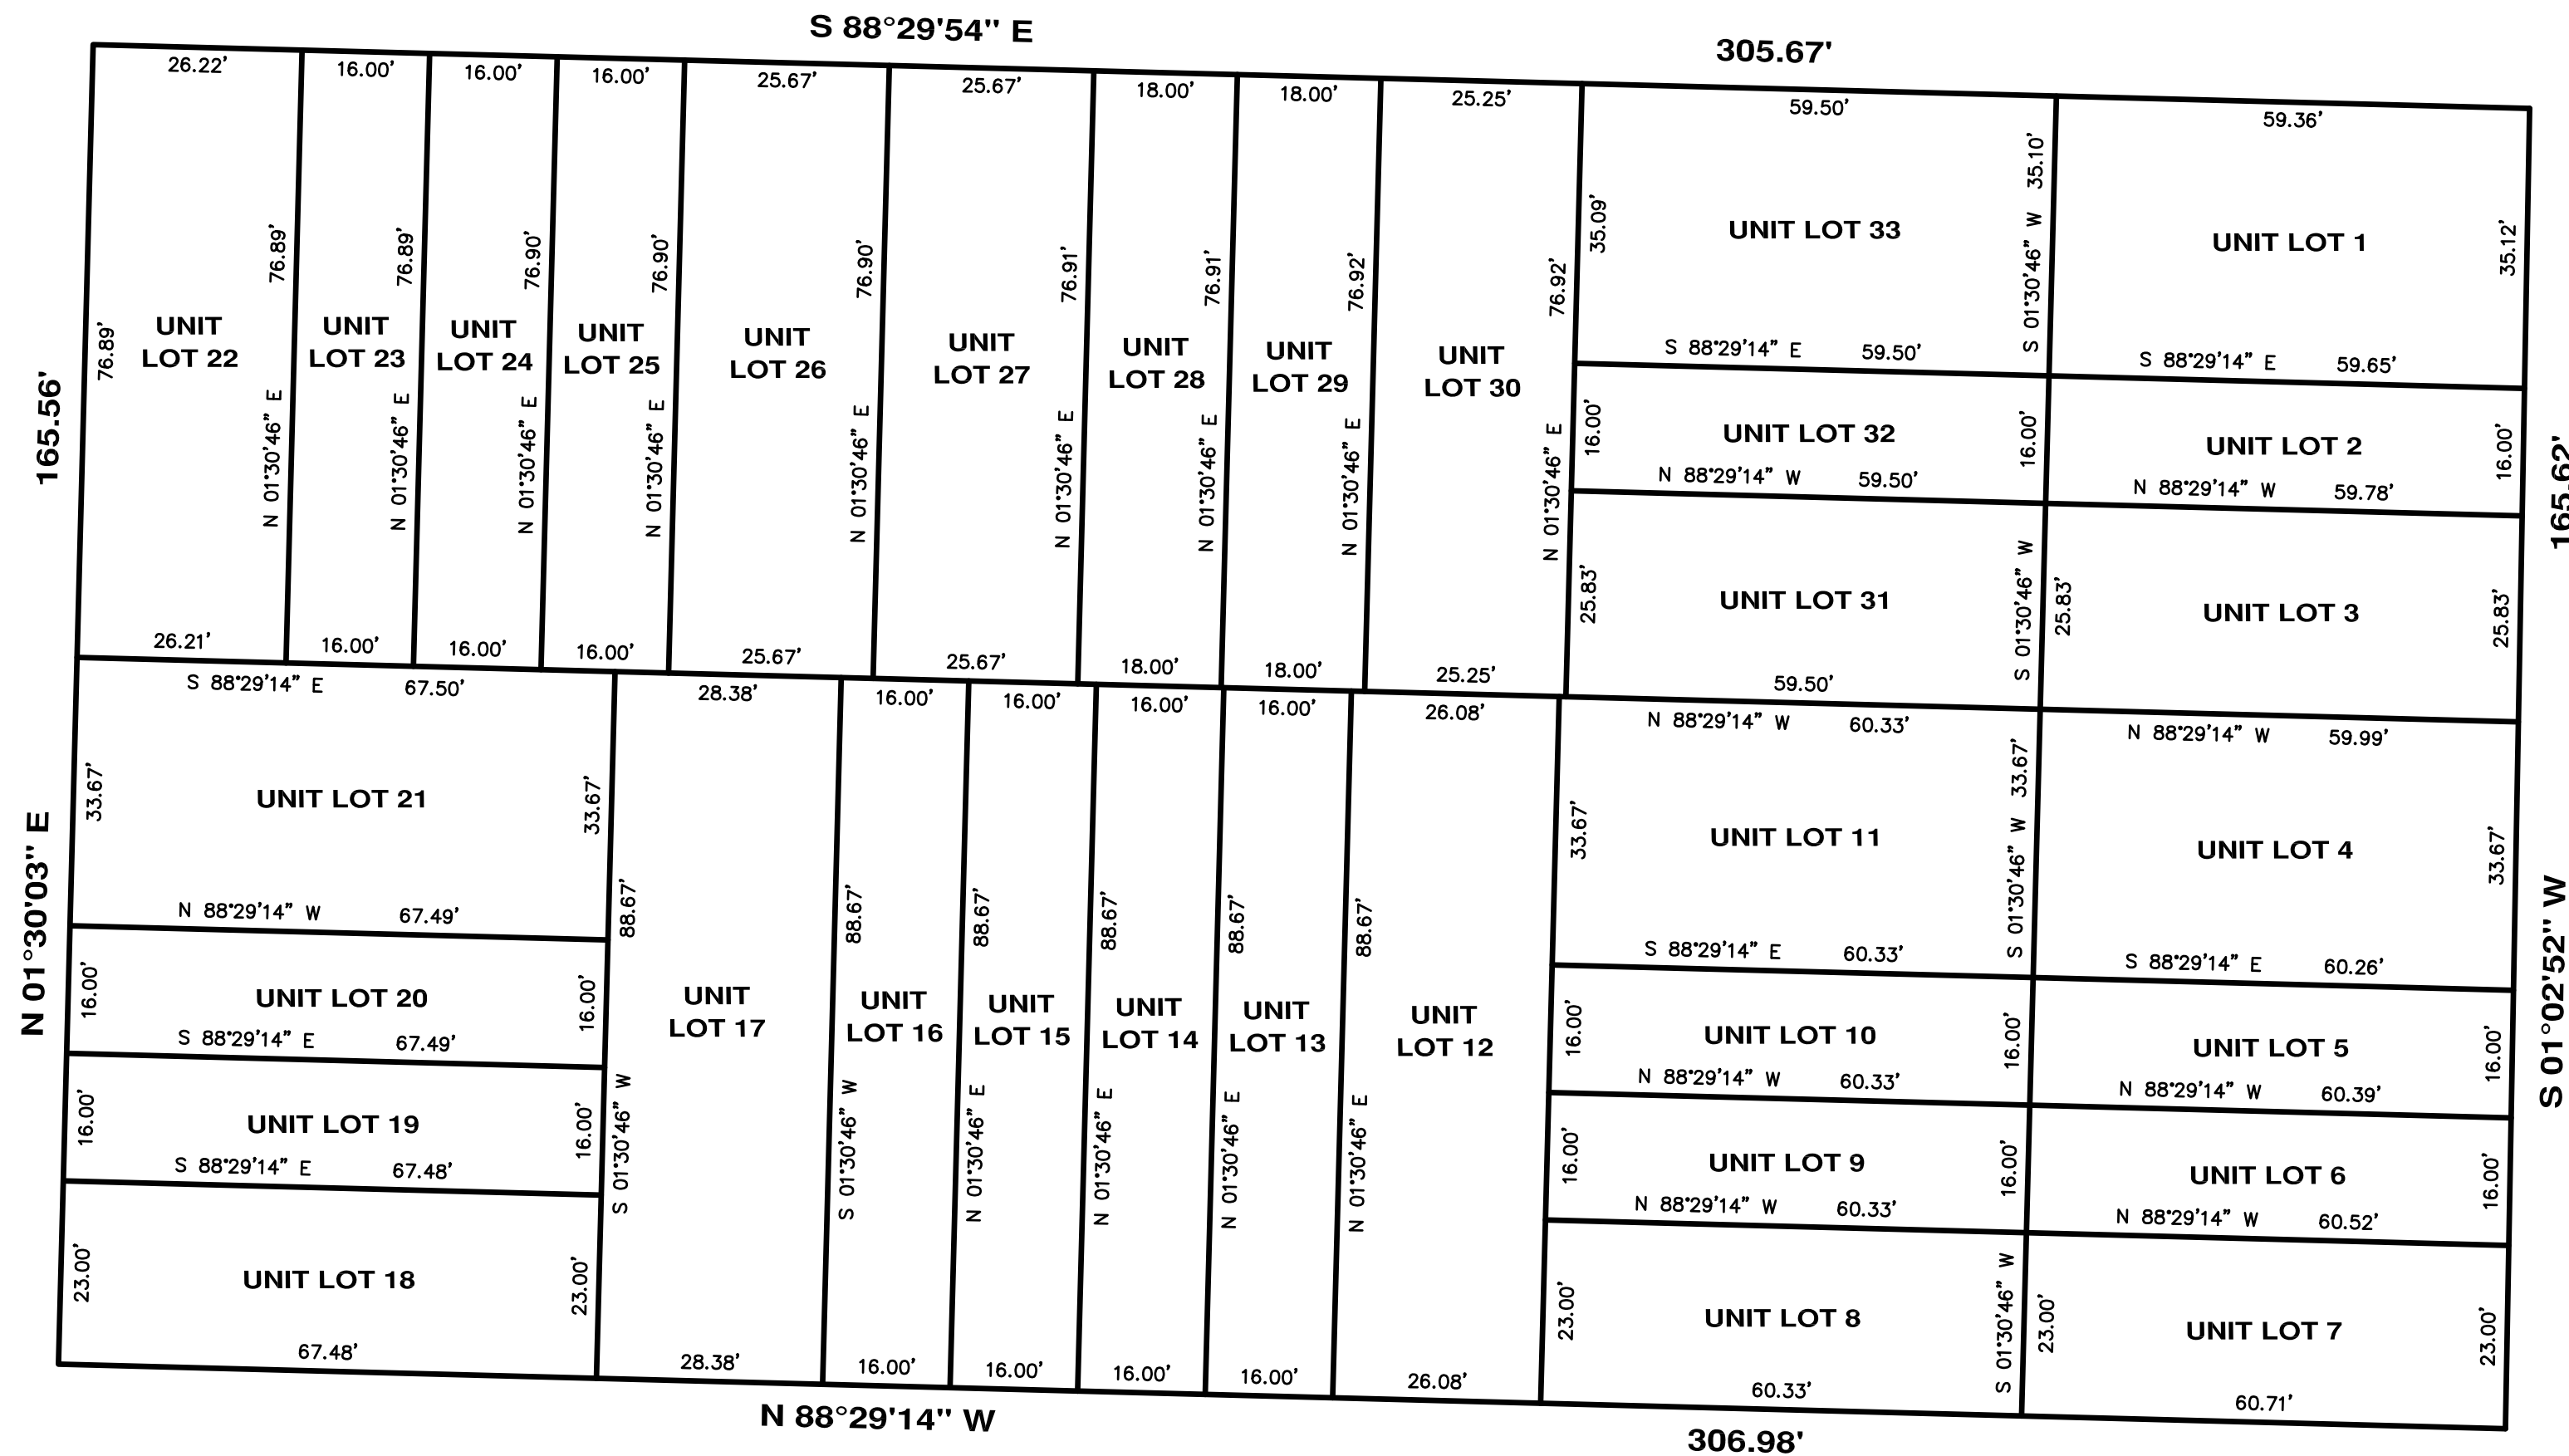 S 88°29'54" E
305.67'
26.22'
16.00'
16.00'
16.00'
25.67'
25.67'
18.00'
18.00'
25.25'
59.50'
59.36'
76.89'
UNIT
LOT 22
76.89'
N 01°30'46" E
UNIT
LOT 23
76.89'
N 01°30'46" E
UNIT
LOT 24
76.90'
N 01°30'46" E
UNIT
LOT 25
76.90'
N 01°30'46" E
UNIT
LOT 26
76.90'
N 01°30'46" E
UNIT
LOT 27
76.91'
N 01°30'46" E
UNIT
LOT 28
76.91'
N 01°30'46" E
UNIT
LOT 29
76.92'
N 01°30'46" E
UNIT
LOT 30
76.92'
N 01°30'46" E
35.09'
UNIT LOT 33
S 01°30'46" W 35.10'
S 88°29'14" E 59.50'
UNIT LOT 1
35.12'
S 88°29'14" E 59.65'
16.00'
UNIT LOT 32
16.00'
N 88°29'14" W 59.50'
UNIT LOT 2
16.00'
N 88°29'14" W 59.78'
25.83'
UNIT LOT 31
S 01°30'46" W
59.50'
25.83'
UNIT LOT 3
25.83'
165.56'
165.62'
26.21'
16.00'
16.00'
16.00'
25.67'
25.67'
18.00'
18.00'
25.25'
S 88°29'14" E 67.50'
28.38'
16.00'
16.00'
16.00'
16.00'
26.08'
N 88°29'14" W 60.33'
N 88°29'14" W 59.99'
33.67'
UNIT LOT 21
33.67'
N 88°29'14" W 67.49'
16.00'
UNIT LOT 20
16.00'
S 88°29'14" E 67.49'
16.00'
UNIT LOT 19
16.00'
S 88°29'14" E 67.48'
23.00'
UNIT LOT 18
23.00'
67.48'
88.67'
S 01°30'46" W
UNIT
LOT 17
28.38'
88.67'
S 01°30'46" W
UNIT
LOT 16
16.00'
88.67'
N 01°30'46" E
UNIT
LOT 15
16.00'
88.67'
N 01°30'46" E
UNIT
LOT 14
16.00'
88.67'
N 01°30'46" E
UNIT
LOT 13
16.00'
88.67'
N 01°30'46" E
UNIT
LOT 12
26.08'
33.67'
UNIT LOT 11
S 01°30'46" W 33.67'
S 88°29'14" E 60.33'
UNIT LOT 4
33.67'
S 88°29'14" E 60.26'
16.00'
UNIT LOT 10
16.00'
N 88°29'14" W 60.33'
UNIT LOT 5
16.00'
N 88°29'14" W 60.39'
16.00'
UNIT LOT 9
16.00'
N 88°29'14" W 60.33'
UNIT LOT 6
16.00'
N 88°29'14" W 60.52'
23.00'
UNIT LOT 8
S 01°30'46" W
60.33'
23.00'
UNIT LOT 7
23.00'
60.71'
N 01°30'03" E
S 01°02'52" W
N 88°29'14" W
306.98'